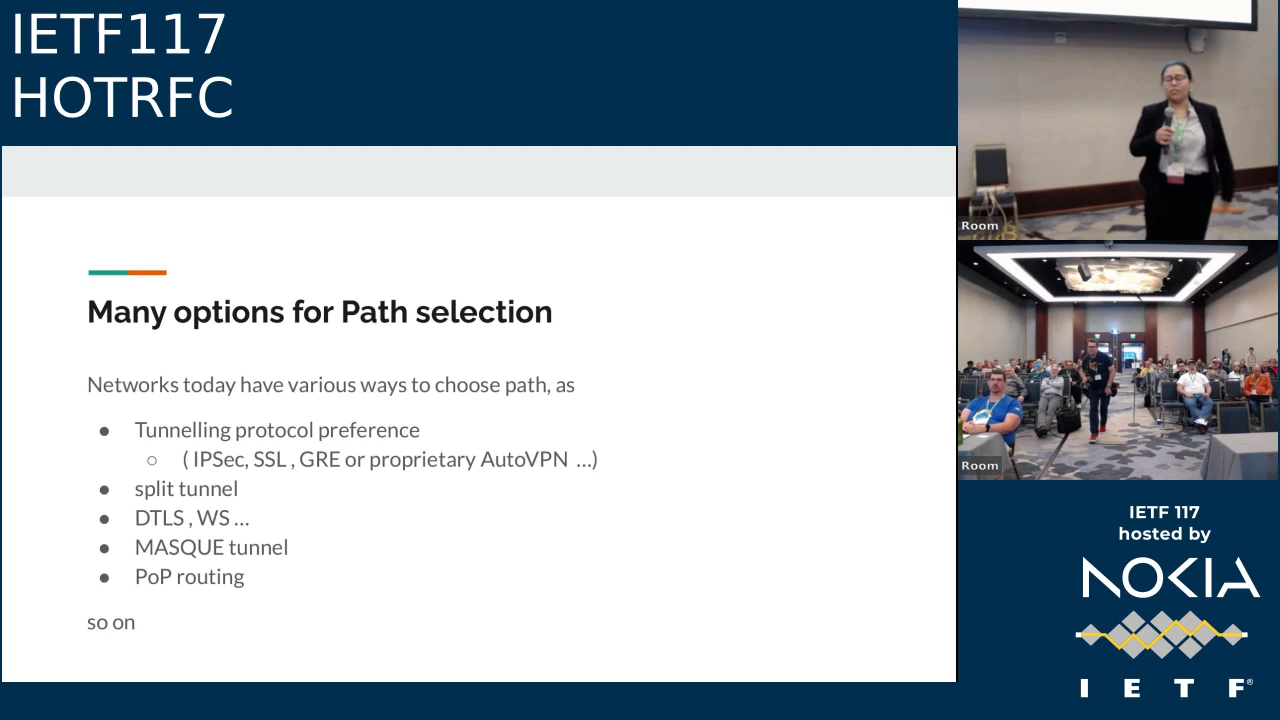 IETF117
HOTRFC
Many options for Path selection
Networks today have various ways to choose path, as
● Tunnelling protocol preference
○ ( IPSec, SSL , GRE or proprietary AutoVPN ...)
● split tunnel
● DTLS , WS ...
● MASQUE tunnel
● PoP routing
so on
Room
Room
IETF 117
hosted by
NOKIA
I E T F®